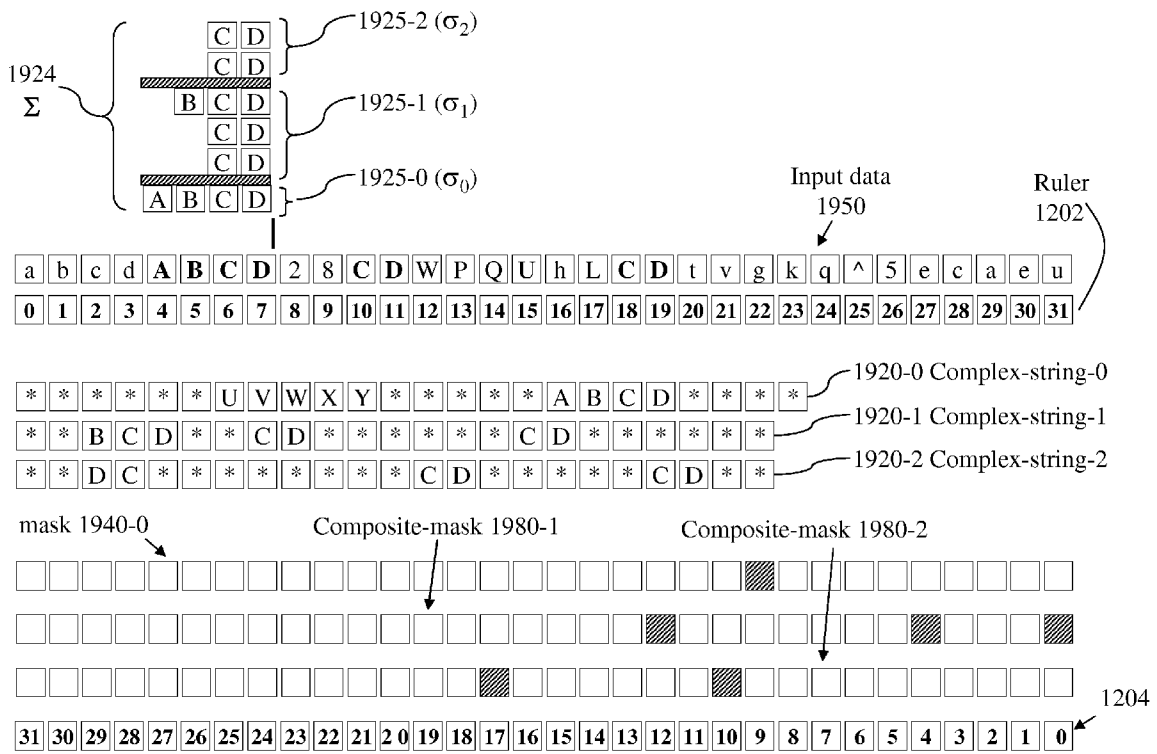 C D 1925-2 (σ2)
C D
1924
Σ
B C D 1925-1 (σ1)
C D
C D
A B C D 1925-0 (σ0)
Input data
1950
Ruler
1202
a b c d A B C D 2 8 C D W P Q U h L C D t v g k q ^ 5 e c a e u
0 1 2 3 4 5 6 7 8 9 10 11 12 13 14 15 16 17 18 19 20 21 22 23 24 25 26 27 28 29 30 31
* * * * * * U V W X Y * * * * * A B C D * * * * 1920-0 Complex-string-0
* * B C D * * C D * * * * * * C D * * * * * * 1920-1 Complex-string-1
* * D C * * * * * * * * C D * * * * * C D * * 1920-2 Complex-string-2
mask 1940-0 Composite-mask 1980-1 Composite-mask 1980-2
1204
31 30 29 28 27 26 25 24 23 22 21 2 0 19 18 17 16 15 14 13 12 11 10 9 8 7 6 5 4 3 2 1 0